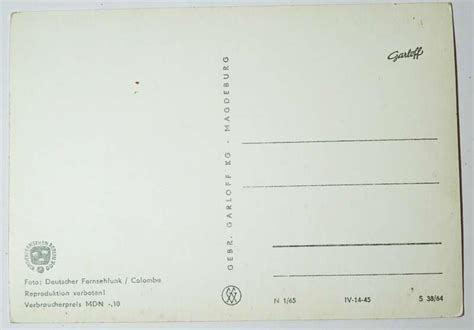 Garloff
GEBR. GARLOFF KG · MAGDEBURG
Foto: Deutscher Fernsehfunk / Colombo
Reproduktion verboten!
Verbraucherpreis MDN -,10
N 1/65 IV-14-45 S 38/64